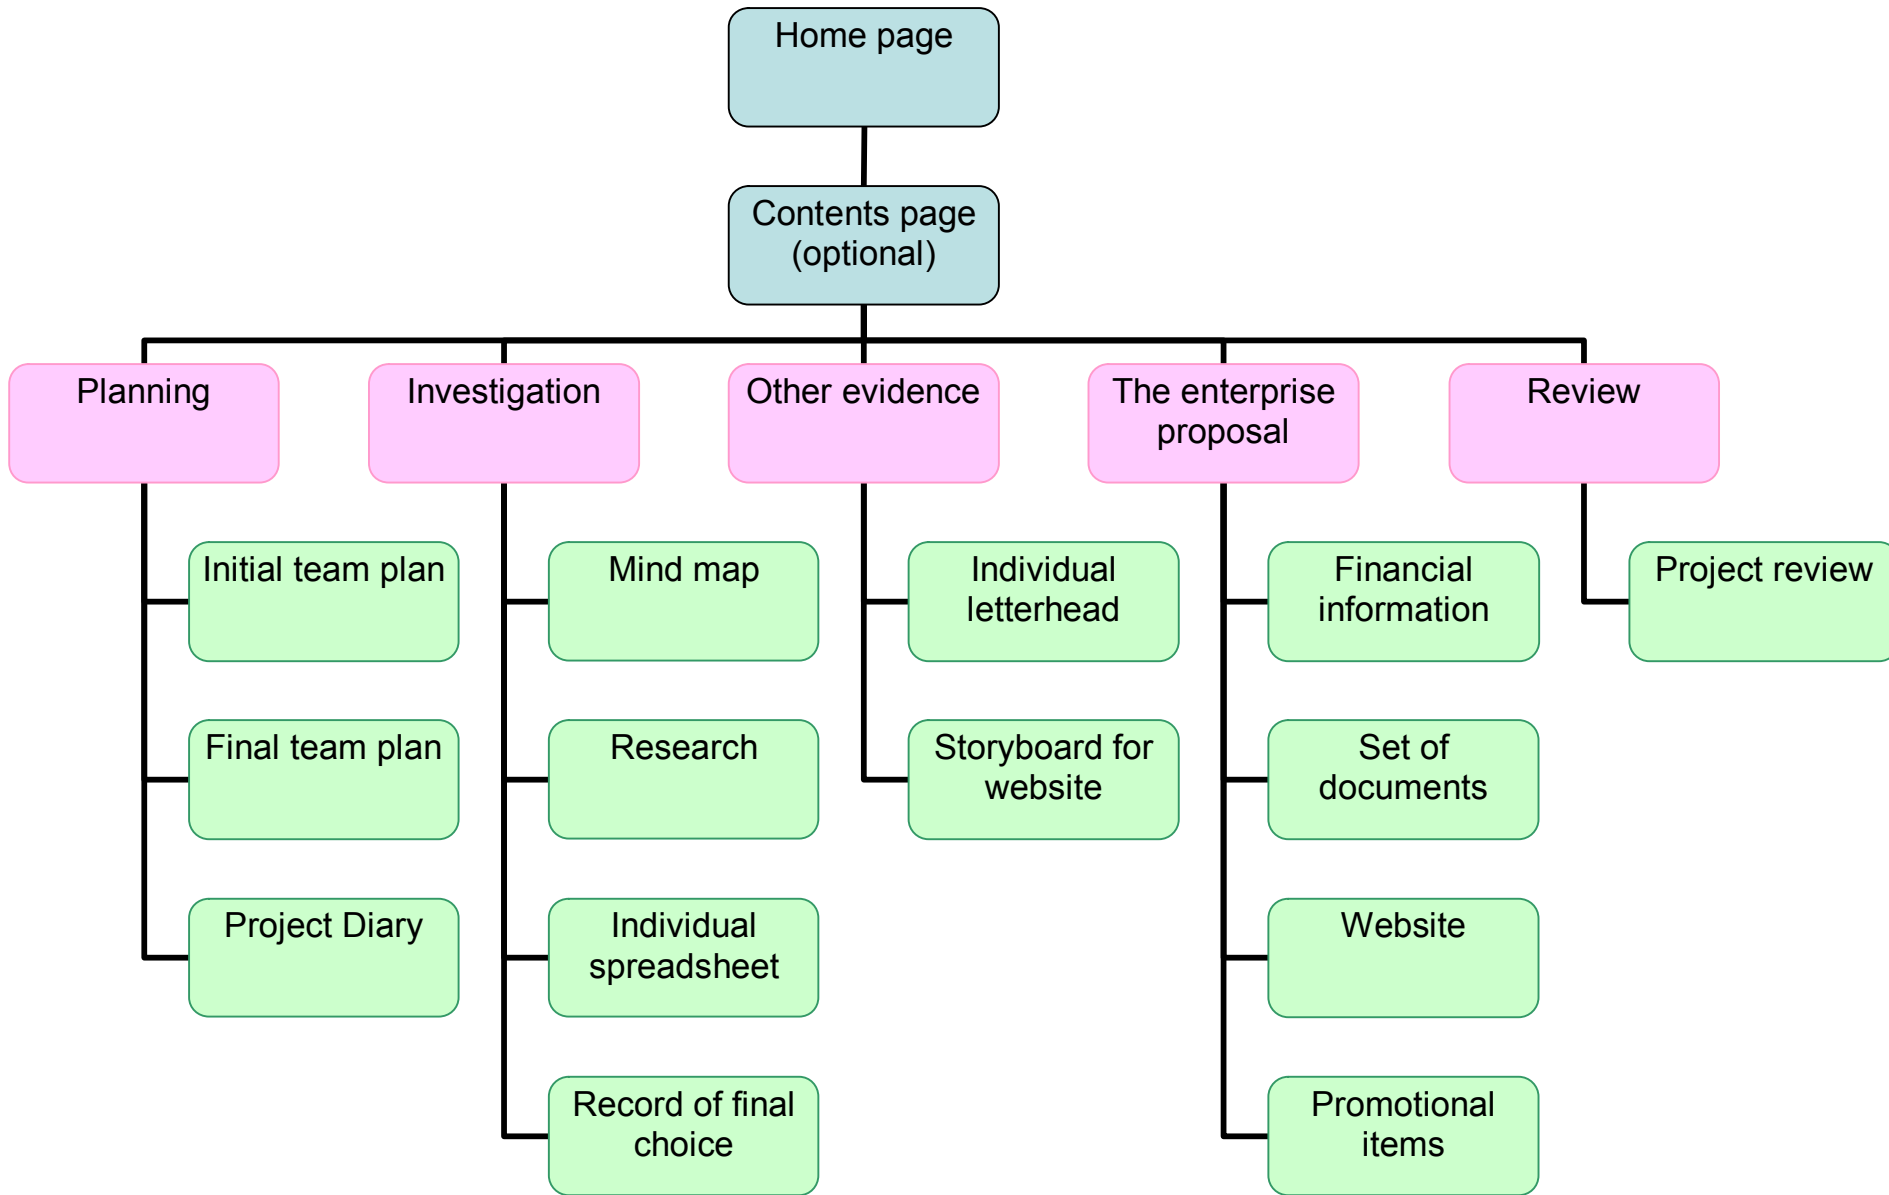 Home page
Contents page
(optional)
Planning
Investigation
Other evidence
The enterprise
proposal
Review
Initial team plan
Final team plan
Project Diary
Mind map
Research
Individual
spreadsheet
Record of final
choice
Individual
letterhead
Storyboard for
website
Financial
information
Set of
documents
Website
Promotional
items
Project review